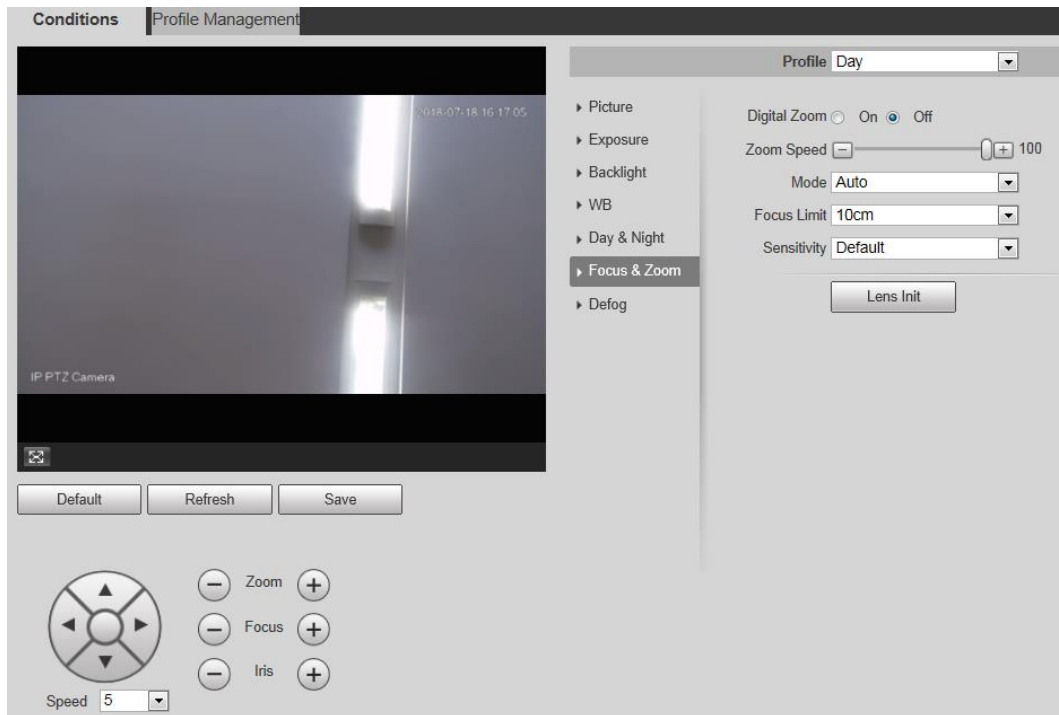 Conditions
Profile Management
Profile Day
2018-07-18 16 17 05
IP PTZ Camera
Picture
Exposure
Backlight
WB
Day & Night
Focus & Zoom
Defog
Digital Zoom On Off
Zoom Speed 100
Mode Auto
Focus Limit 10cm
Sensitivity Default
Lens Init
Default
Refresh
Save
Zoom
Focus
Iris
Speed 5